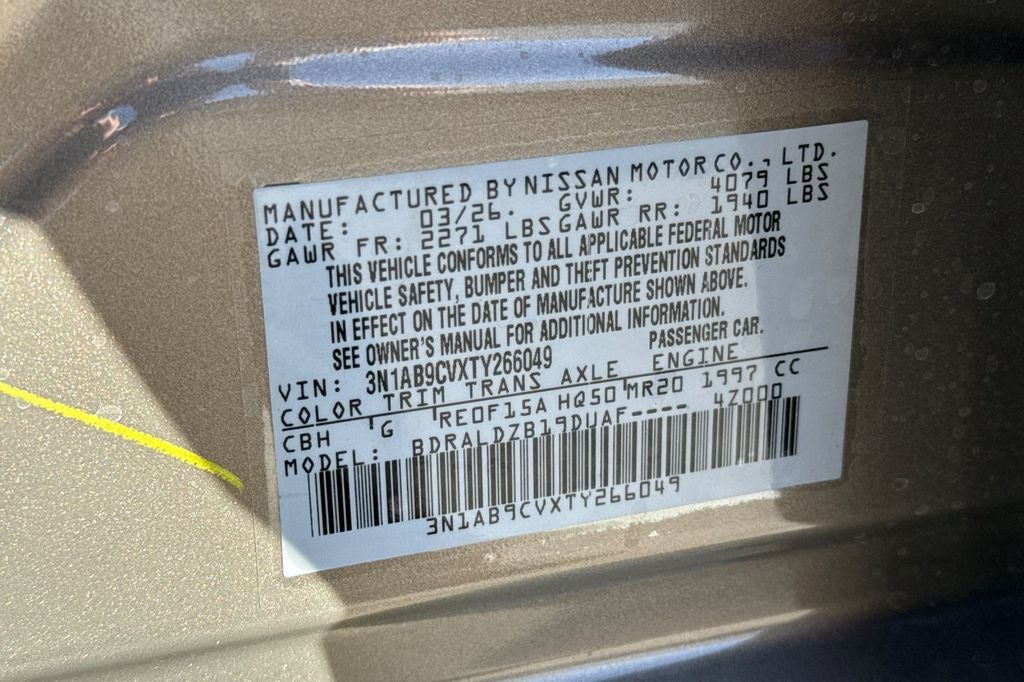 MANUFACTURED BY NISSAN MOTOR CO., LTD.
DATE: 03/26. GVWR: 4079 LBS
GAWR FR: 2271 LBS GAWR RR: 1940 LBS
THIS VEHICLE CONFORMS TO ALL APPLICABLE FEDERAL MOTOR
VEHICLE SAFETY, BUMPER AND THEFT PREVENTION STANDARDS
IN EFFECT ON THE DATE OF MANUFACTURE SHOWN ABOVE.
SEE OWNER'S MANUAL FOR ADDITIONAL INFORMATION.
VIN: 3N1AB9CVXTY266049 PASSENGER CAR.
COLOR TRIM TRANS AXLE ENGINE
CBH G RE0F15A HQ50 MR20 1997 CC
MODEL: BDRALDZB19DUAF---- 4Z000
3N1AB9CVXTY266049